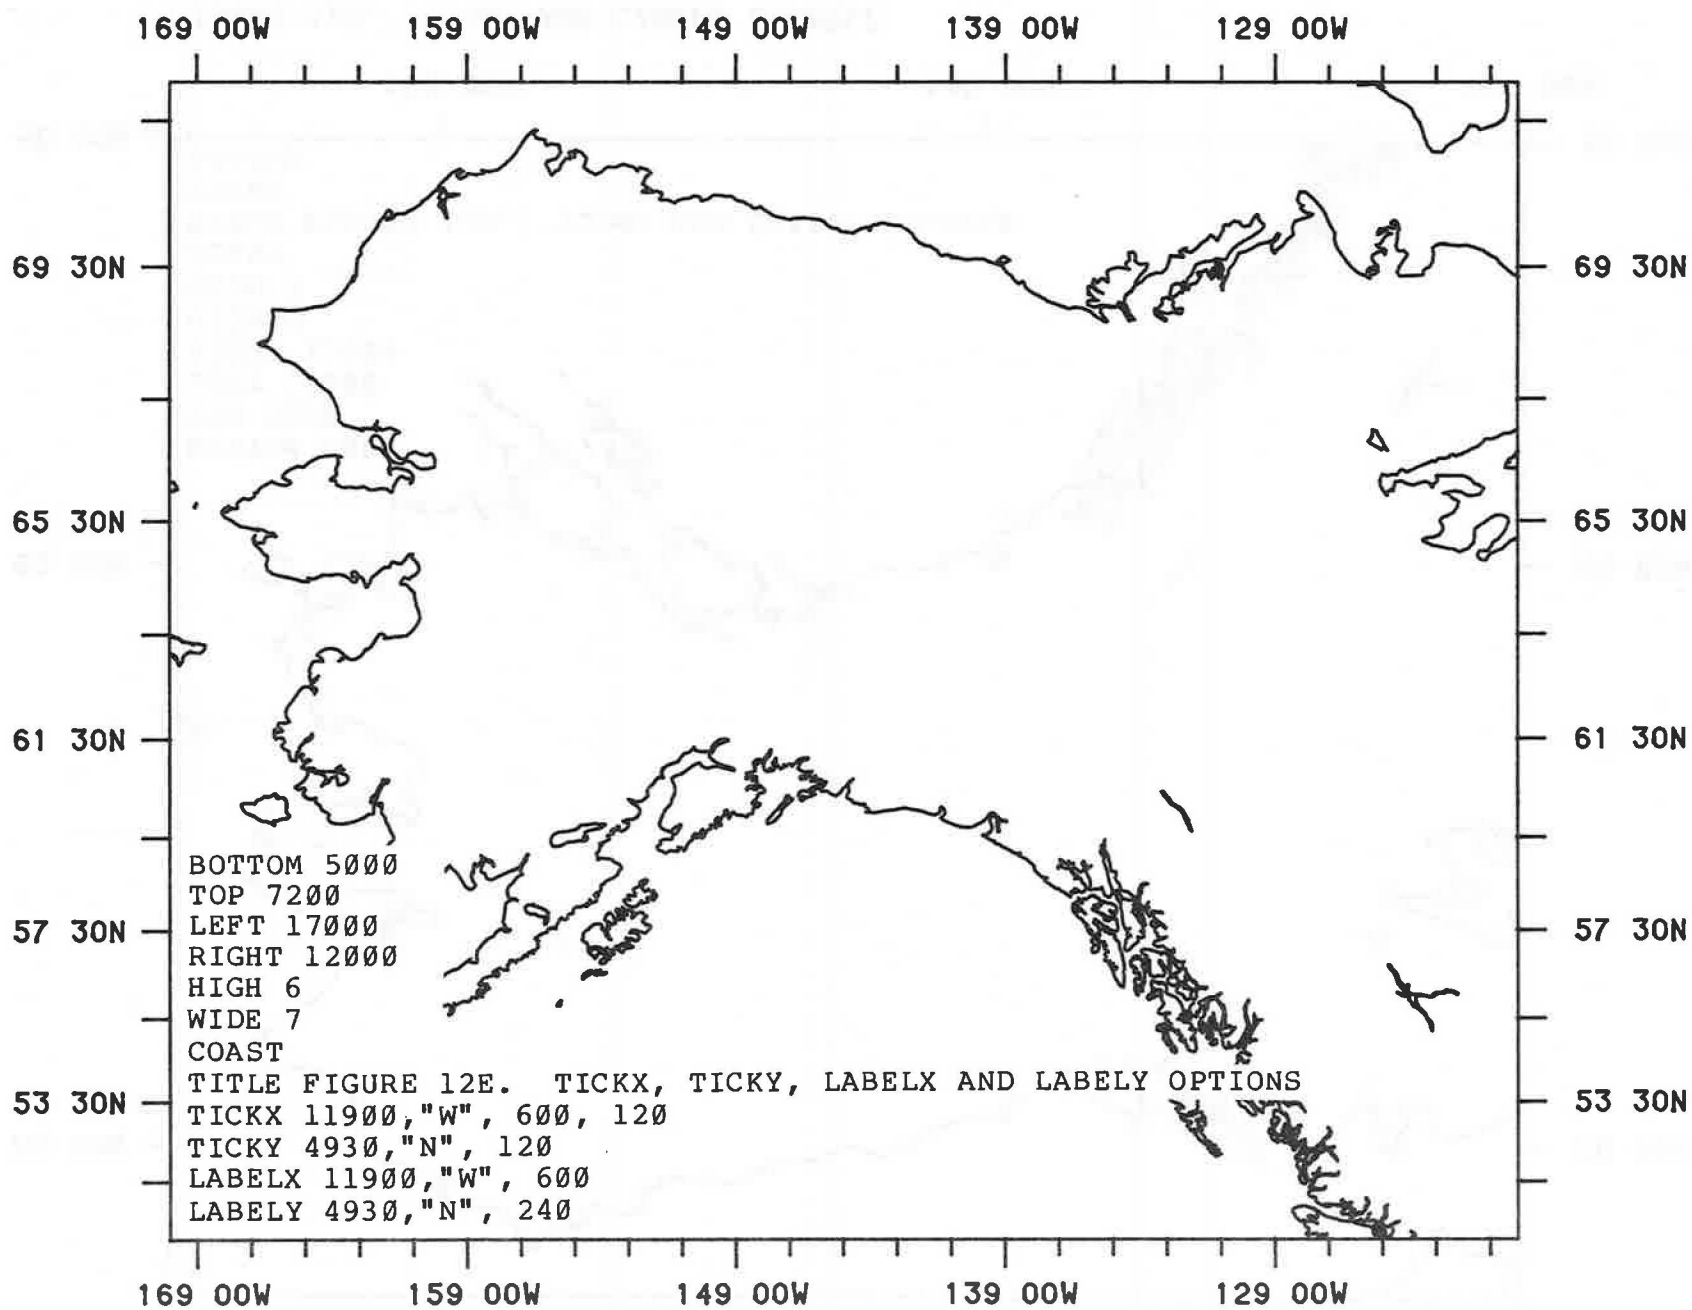 169 00W 159 00W 149 00W 139 00W 129 00W
69 30N 69 30N
65 30N 65 30N
61 30N 61 30N
57 30N 57 30N
53 30N 53 30N
BOTTOM 5000
TOP 7200
LEFT 17000
RIGHT 12000
HIGH 6
WIDE 7
COAST
TITLE FIGURE 12E. TICKX, TICKY, LABELX AND LABELY OPTIONS
TICKX 11900,"W", 600, 120
TICKY 4930,"N", 120
LABELX 11900,"W", 600
LABELY 4930,"N", 240
169 00W 159 00W 149 00W 139 00W 129 00W